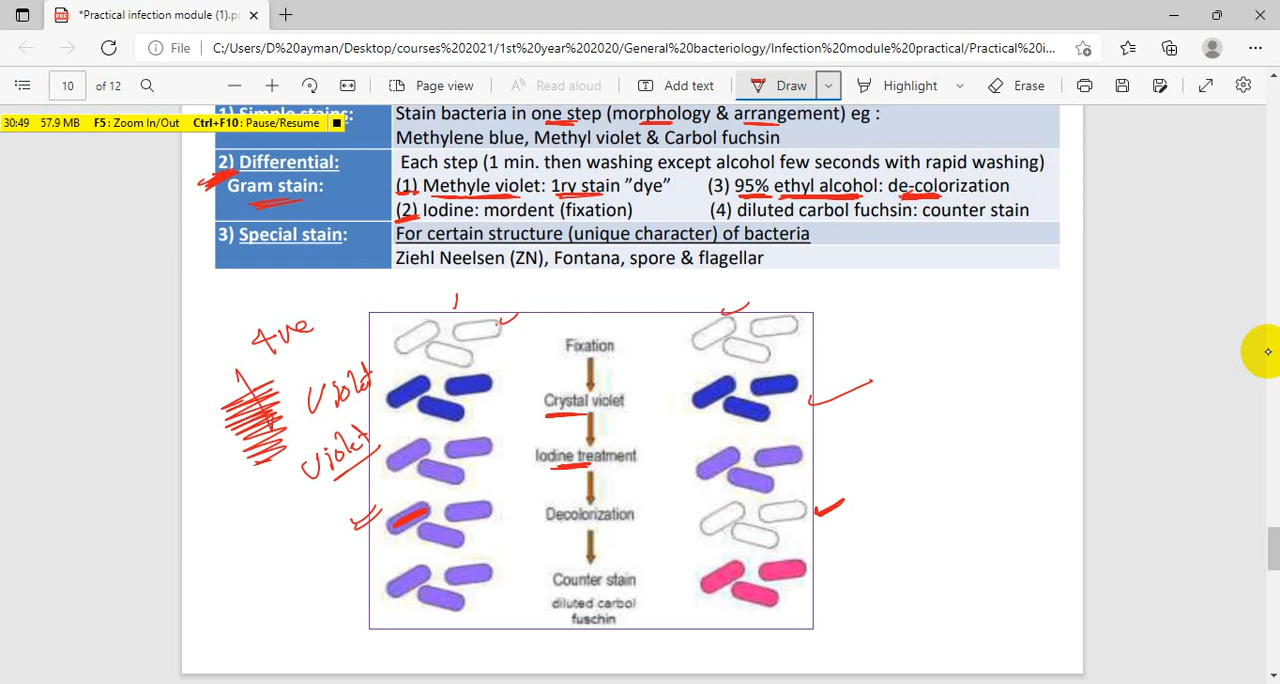 *Practical infection module (1).p
File C:/Users/D%20ayman/Desktop/courses%202021/1st%20year%202020/General%20bacteriology/Infection%20module%20practical/Practical%20i...
10 of 12 Page view Read aloud Add text Draw Highlight Erase
30:49 57.9 MB F5: Zoom In/Out Ctrl+F10: Pause/Resume
1) Simple stains: Stain bacteria in one step (morphology & arrangement) eg :
Methylene blue, Methyl violet & Carbol fuchsin
2) Differential: Each step (1 min. then washing except alcohol few seconds with rapid washing)
Gram stain: (1) Methyle violet: 1ry stain ”dye” (3) 95% ethyl alcohol: de-colorization
(2) Iodine: mordent (fixation) (4) diluted carbol fuchsin: counter stain
3) Special stain: For certain structure (unique character) of bacteria
Ziehl Neelsen (ZN), Fontana, spore & flagellar
+ve
Fixation
violet
Crystal violet
violet
Iodine treatment
Decolorization
Counter stain
diluted carbol
fuschin